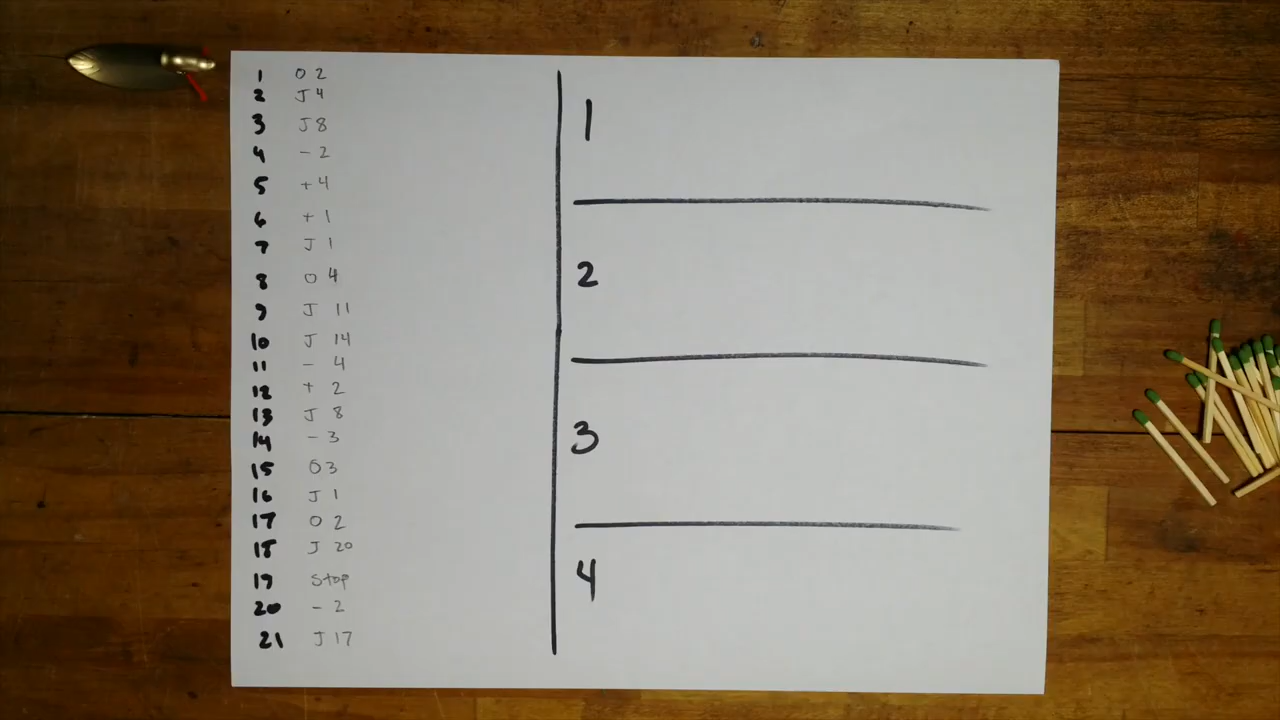 1 O 2
2 J 4
3 J 8
4 - 2
5 + 4
6 + 1
7 J 1
8 O 4
9 J 11
10 J 14
11 - 4
12 + 2
13 J 8
14 - 3
15 O 3
16 J 1
17 O 2
18 J 20
19 Stop
20 - 2
21 J 17
1
2
3
4